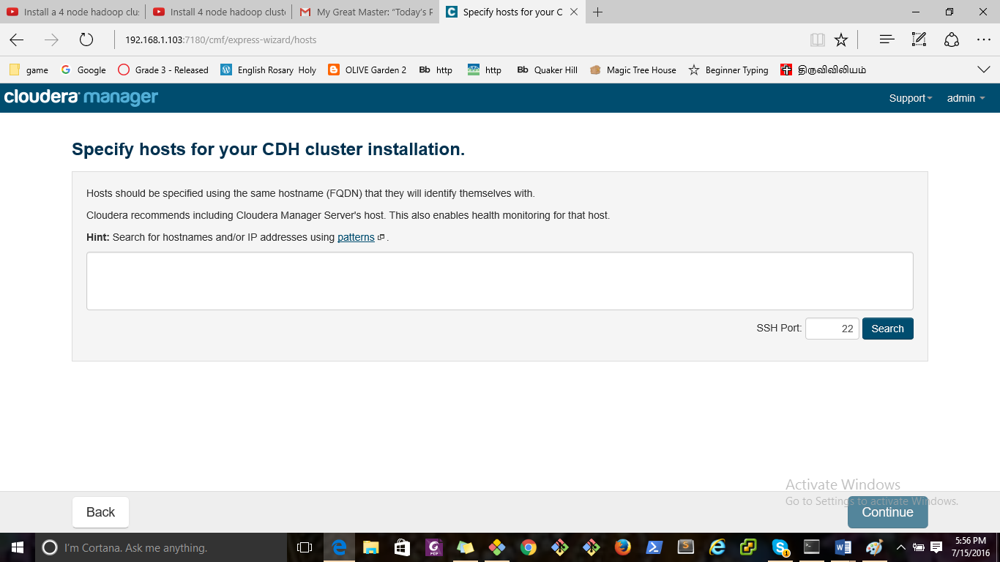 Install a 4 node hadoop clu
Install 4 node hadoop clust
My Great Master: "Today's F
Specify hosts for your C
192.168.1.103:7180/cmf/express-wizard/hosts
game
Google
Grade 3 - Released
English Rosary Holy
OLIVE Garden 2
Bb http
http
Bb Quaker Hill
Magic Tree House
Beginner Typing
திருவிவிலியம்
cloudera manager
Support
admin
Specify hosts for your CDH cluster installation.
Hosts should be specified using the same hostname (FQDN) that they will identify themselves with.
Cloudera recommends including Cloudera Manager Server's host. This also enables health monitoring for that host.
Hint: Search for hostnames and/or IP addresses using patterns .
SSH Port: 22 Search
Activate Windows
Go to Settings to activate Windows.
Back
Continue
I'm Cortana. Ask me anything.
5:56 PM
7/15/2016